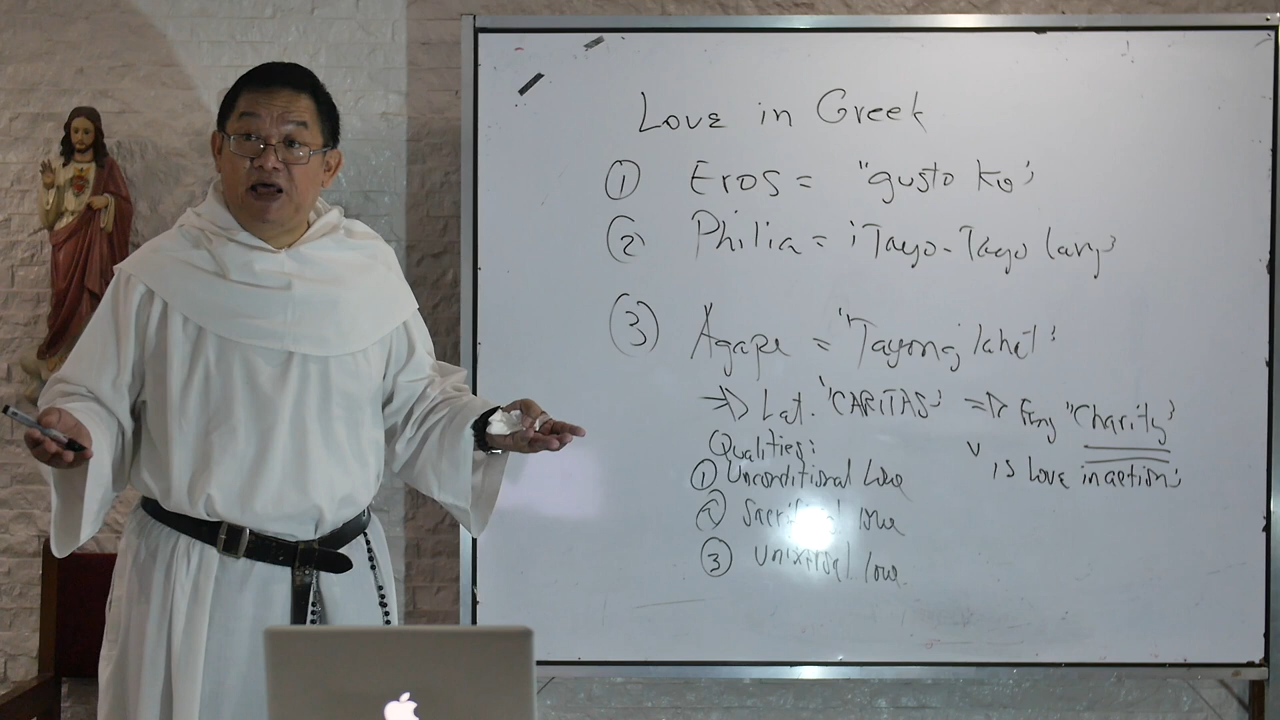 Love in Greek
① Eros = "gusto ko"
② Philia = "Tayo-Tayo lang"
③ Agape = "Tayong lahat"
=> Lat. "CARITAS" => Eng "Charity"
Qualities:
"is love in action"
① Unconditional Love
② Sacrificial love
③ Universal love